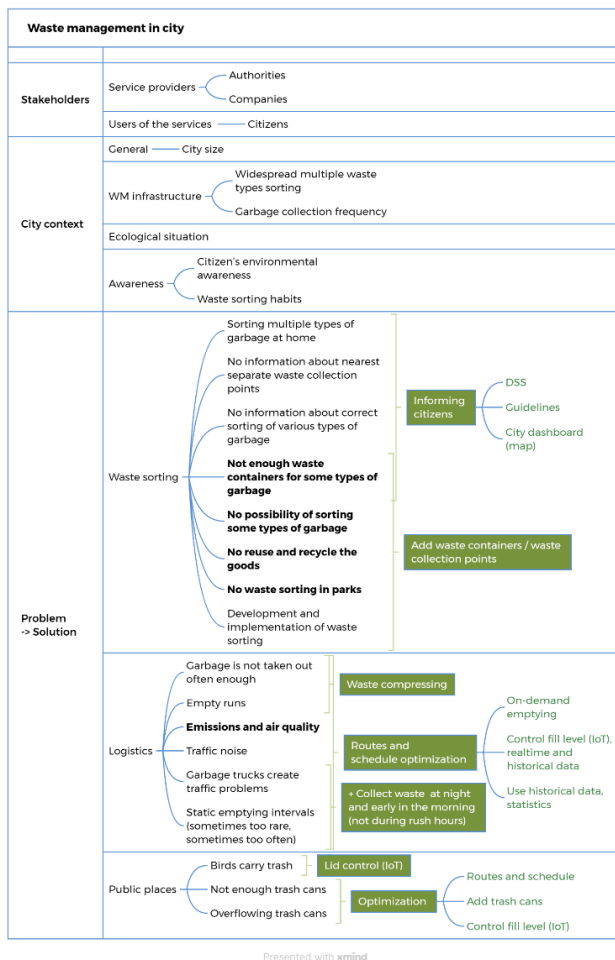 Waste management in city
Stakeholders
Service providers
Authorities
Companies
Users of the services
Citizens
City context
General
City size
WM infrastructure
Widespread multiple waste
types sorting
Garbage collection frequency
Ecological situation
Awareness
Citizen's environmental
awareness
Waste sorting habits
Problem
-> Solution
Waste sorting
Sorting multiple types of
garbage at home
No information about nearest
separate waste collection
points
No information about correct
sorting of various types of
garbage
Not enough waste
containers for some types of
garbage
No possibility of sorting
some types of garbage
No reuse and recycle the
goods
No waste sorting in parks
Development and
implementation of waste
sorting
Informing
citizens
DSS
Guidelines
City dashboard
(map)
Add waste containers / waste
collection points
Logistics
Garbage is not taken out
often enough
Empty runs
Emissions and air quality
Traffic noise
Garbage trucks create
traffic problems
Static emptying intervals
(sometimes too rare,
sometimes too often)
Waste compressing
Routes and
schedule optimization
+ Collect waste at night
and early in the morning
(not during rush hours)
On-demand
emptying
Control fill level (IoT),
realtime and
historical data
Use historical data,
statistics
Public places
Birds carry trash
Not enough trash cans
Overflowing trash cans
Lid control (IoT)
Optimization
Routes and schedule
Add trash cans
Control fill level (IoT)
Presented with xmind